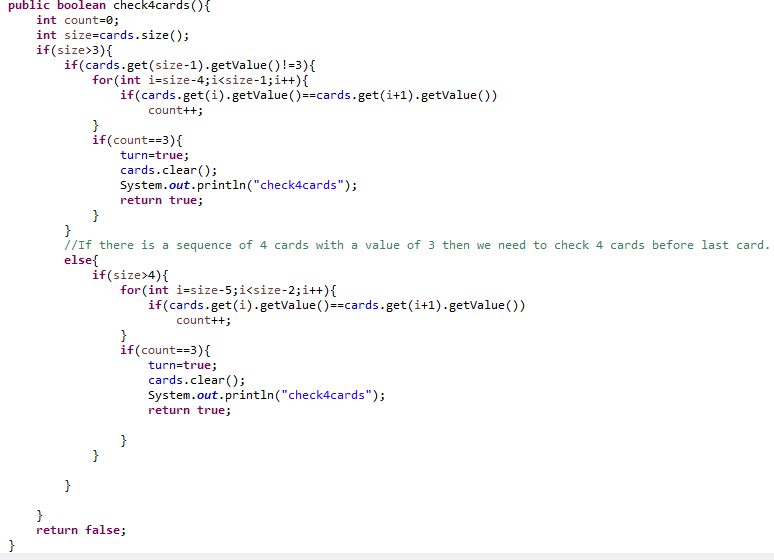 public boolean check4cards(){
    int count=0;
    int size=cards.size();
    if(size>3){
        if(cards.get(size-1).getValue()!=3){
            for(int i=size-4;i<size-1;i++){
                if(cards.get(i).getValue()==cards.get(i+1).getValue())
                    count++;
            }
            if(count==3){
                turn=true;
                cards.clear();
                System.out.println("check4cards");
                return true;
            }
        }
        //If there is a sequence of 4 cards with a value of 3 then we need to check 4 cards before last card.
        else{
            if(size>4){
                for(int i=size-5;i<size-2;i++){
                    if(cards.get(i).getValue()==cards.get(i+1).getValue())
                        count++;
                }
                if(count==3){
                    turn=true;
                    cards.clear();
                    System.out.println("check4cards");
                    return true;

                }
            }

        }

    }
    return false;
}